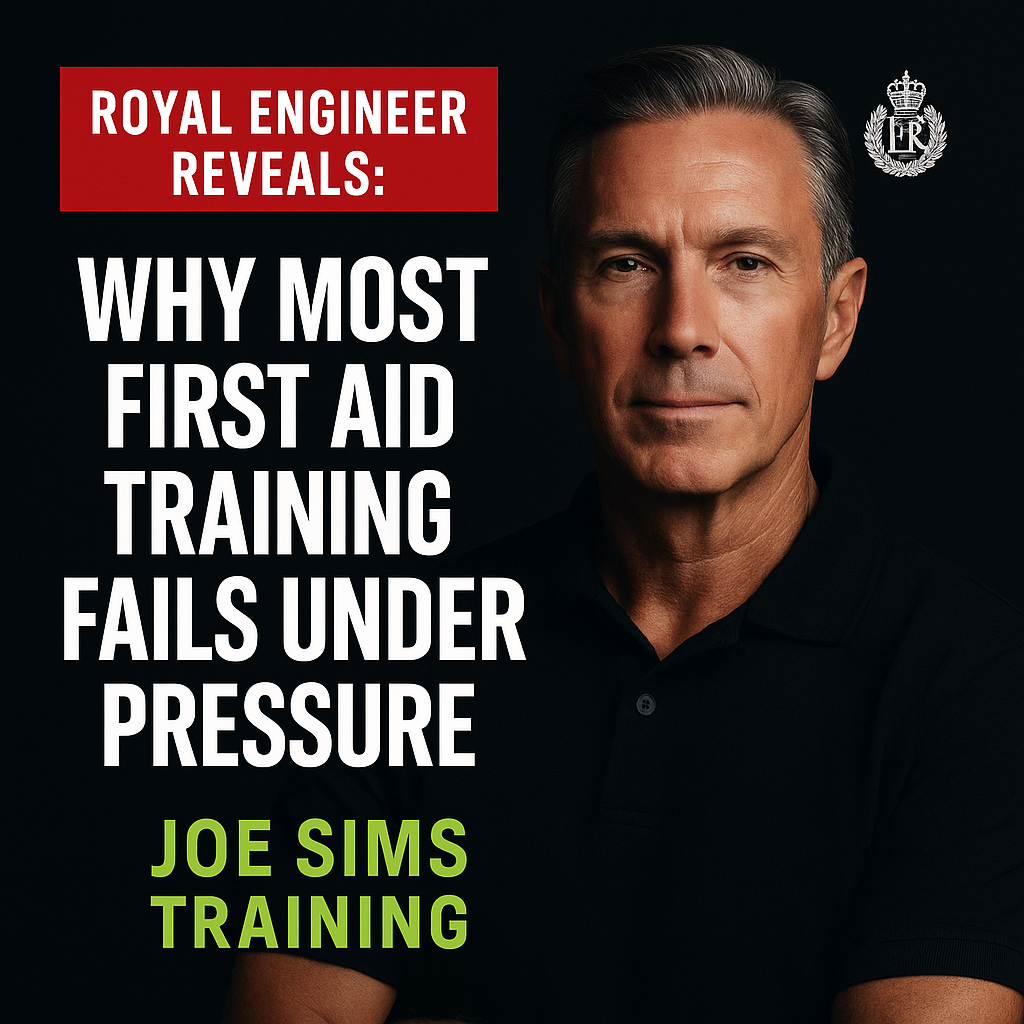 ROYAL ENGINEER
REVEALS:
WHY MOST
FIRST AID
TRAINING
FAILS UNDER
PRESSURE
JOE SIMS
TRAINING